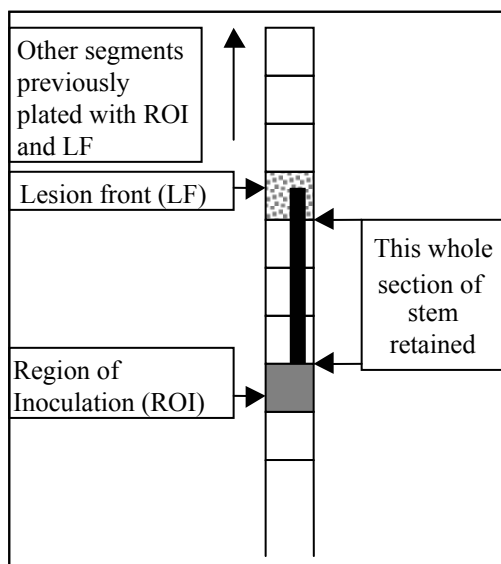 Other segments
previously
plated with ROI
and LF
Lesion front (LF)
This whole
section of
stem
retained
Region of
Inoculation (ROI)